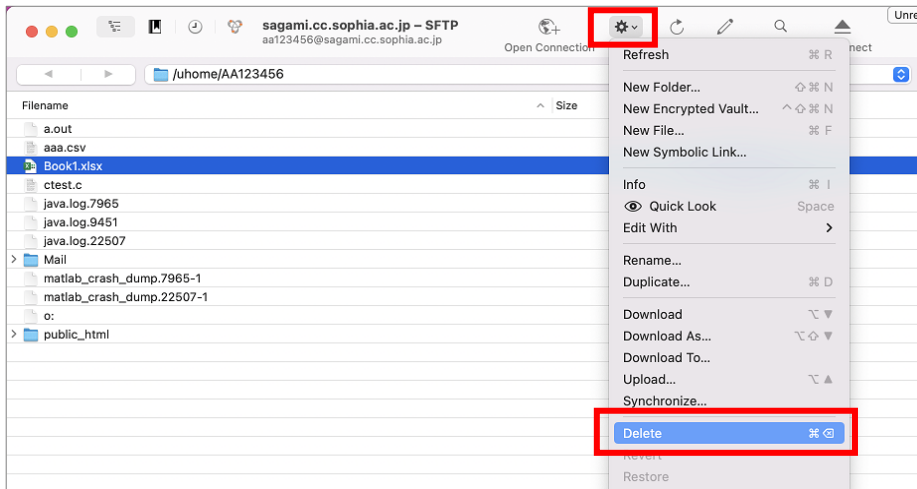 sagami.cc.sophia.ac.jp – SFTP
aa123456@sagami.cc.sophia.ac.jp
Open Connection
Unre
nect
/uhome/AA123456
Filename
Size
a.out
aaa.csv
Book1.xlsx
ctest.c
java.log.7965
java.log.9451
java.log.22507
Mail
matlab_crash_dump.7965-1
matlab_crash_dump.22507-1
o:
public_html
Refresh ⌘ R
New Folder... ⇧ ⌘ N
New Encrypted Vault... ^ ⇧ ⌘ N
New File... ⌘ F
New Symbolic Link...
Info ⌘ I
Quick Look Space
Edit With
Rename...
Duplicate... ⌘ D
Download ⌥ ▼
Download As... ⌥ ⇧ ▼
Download To...
Upload... ⌥ ▲
Synchronize...
Delete ⌘ ⌫
Revert
Restore